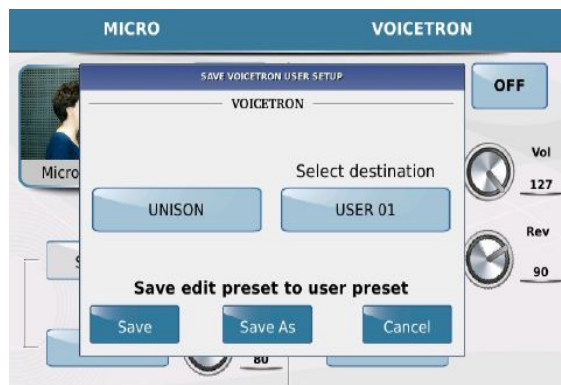 MICRO
VOICETRON
SAVE VOICETRON USER SETUP
VOICETRON
OFF
Micro
Vol
127
Select destination
UNISON
USER 01
Rev
90
S
Save edit preset to user preset
Save
Save As
Cancel
80